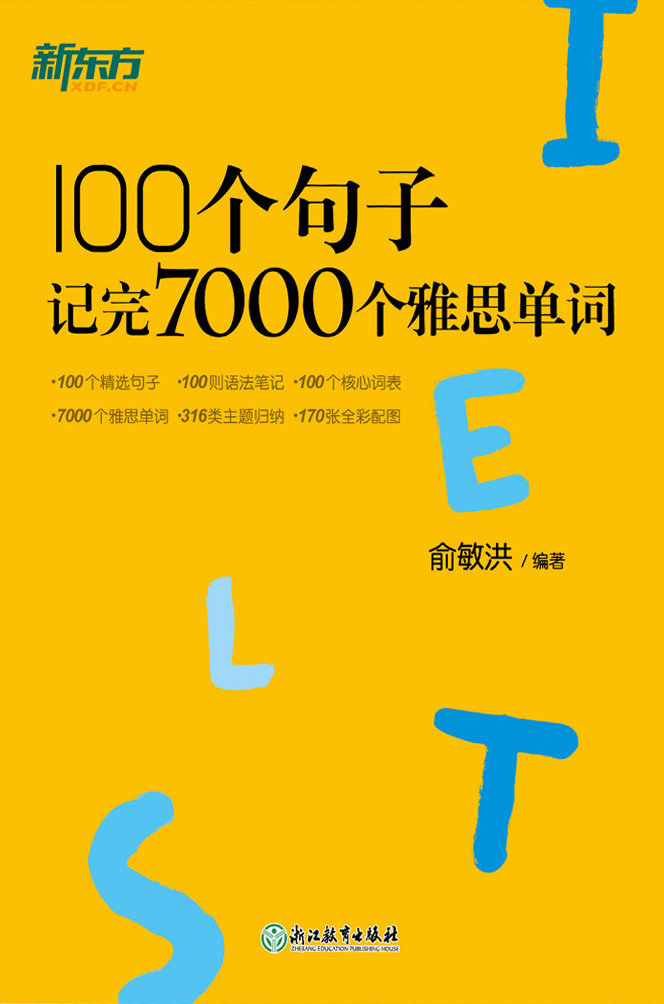 新东方
XDF.CN
I
100个句子
记完7000个雅思单词
·100个精选句子 ·100则语法笔记 ·100个核心词表
·7000个雅思单词 ·316类主题归纳 ·170张全彩配图
E
俞敏洪 / 编著
L
T
S
浙江教育出版社
ZHEJIANG EDUCATION PUBLISHING HOUSE